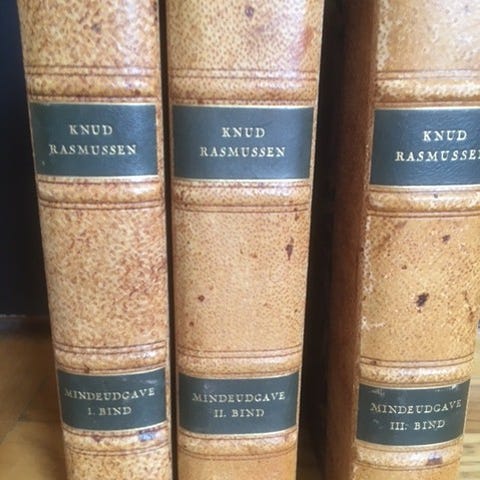 KNUD
RASMUSSEN
MINDEUDGAVE
I. BIND
KNUD
RASMUSSEN
MINDEUDGAVE
II. BIND
KNUD
RASMUSSEN
MINDEUDGAVE
III. BIND